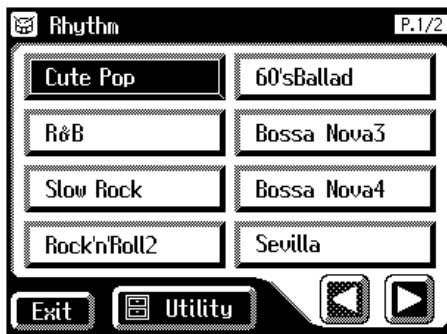 Rhythm P.1/2
Cute Pop 60'sBallad
R&B Bossa Nova3
Slow Rock Bossa Nova4
Rock'n'Roll2 Sevilla
Exit Utility